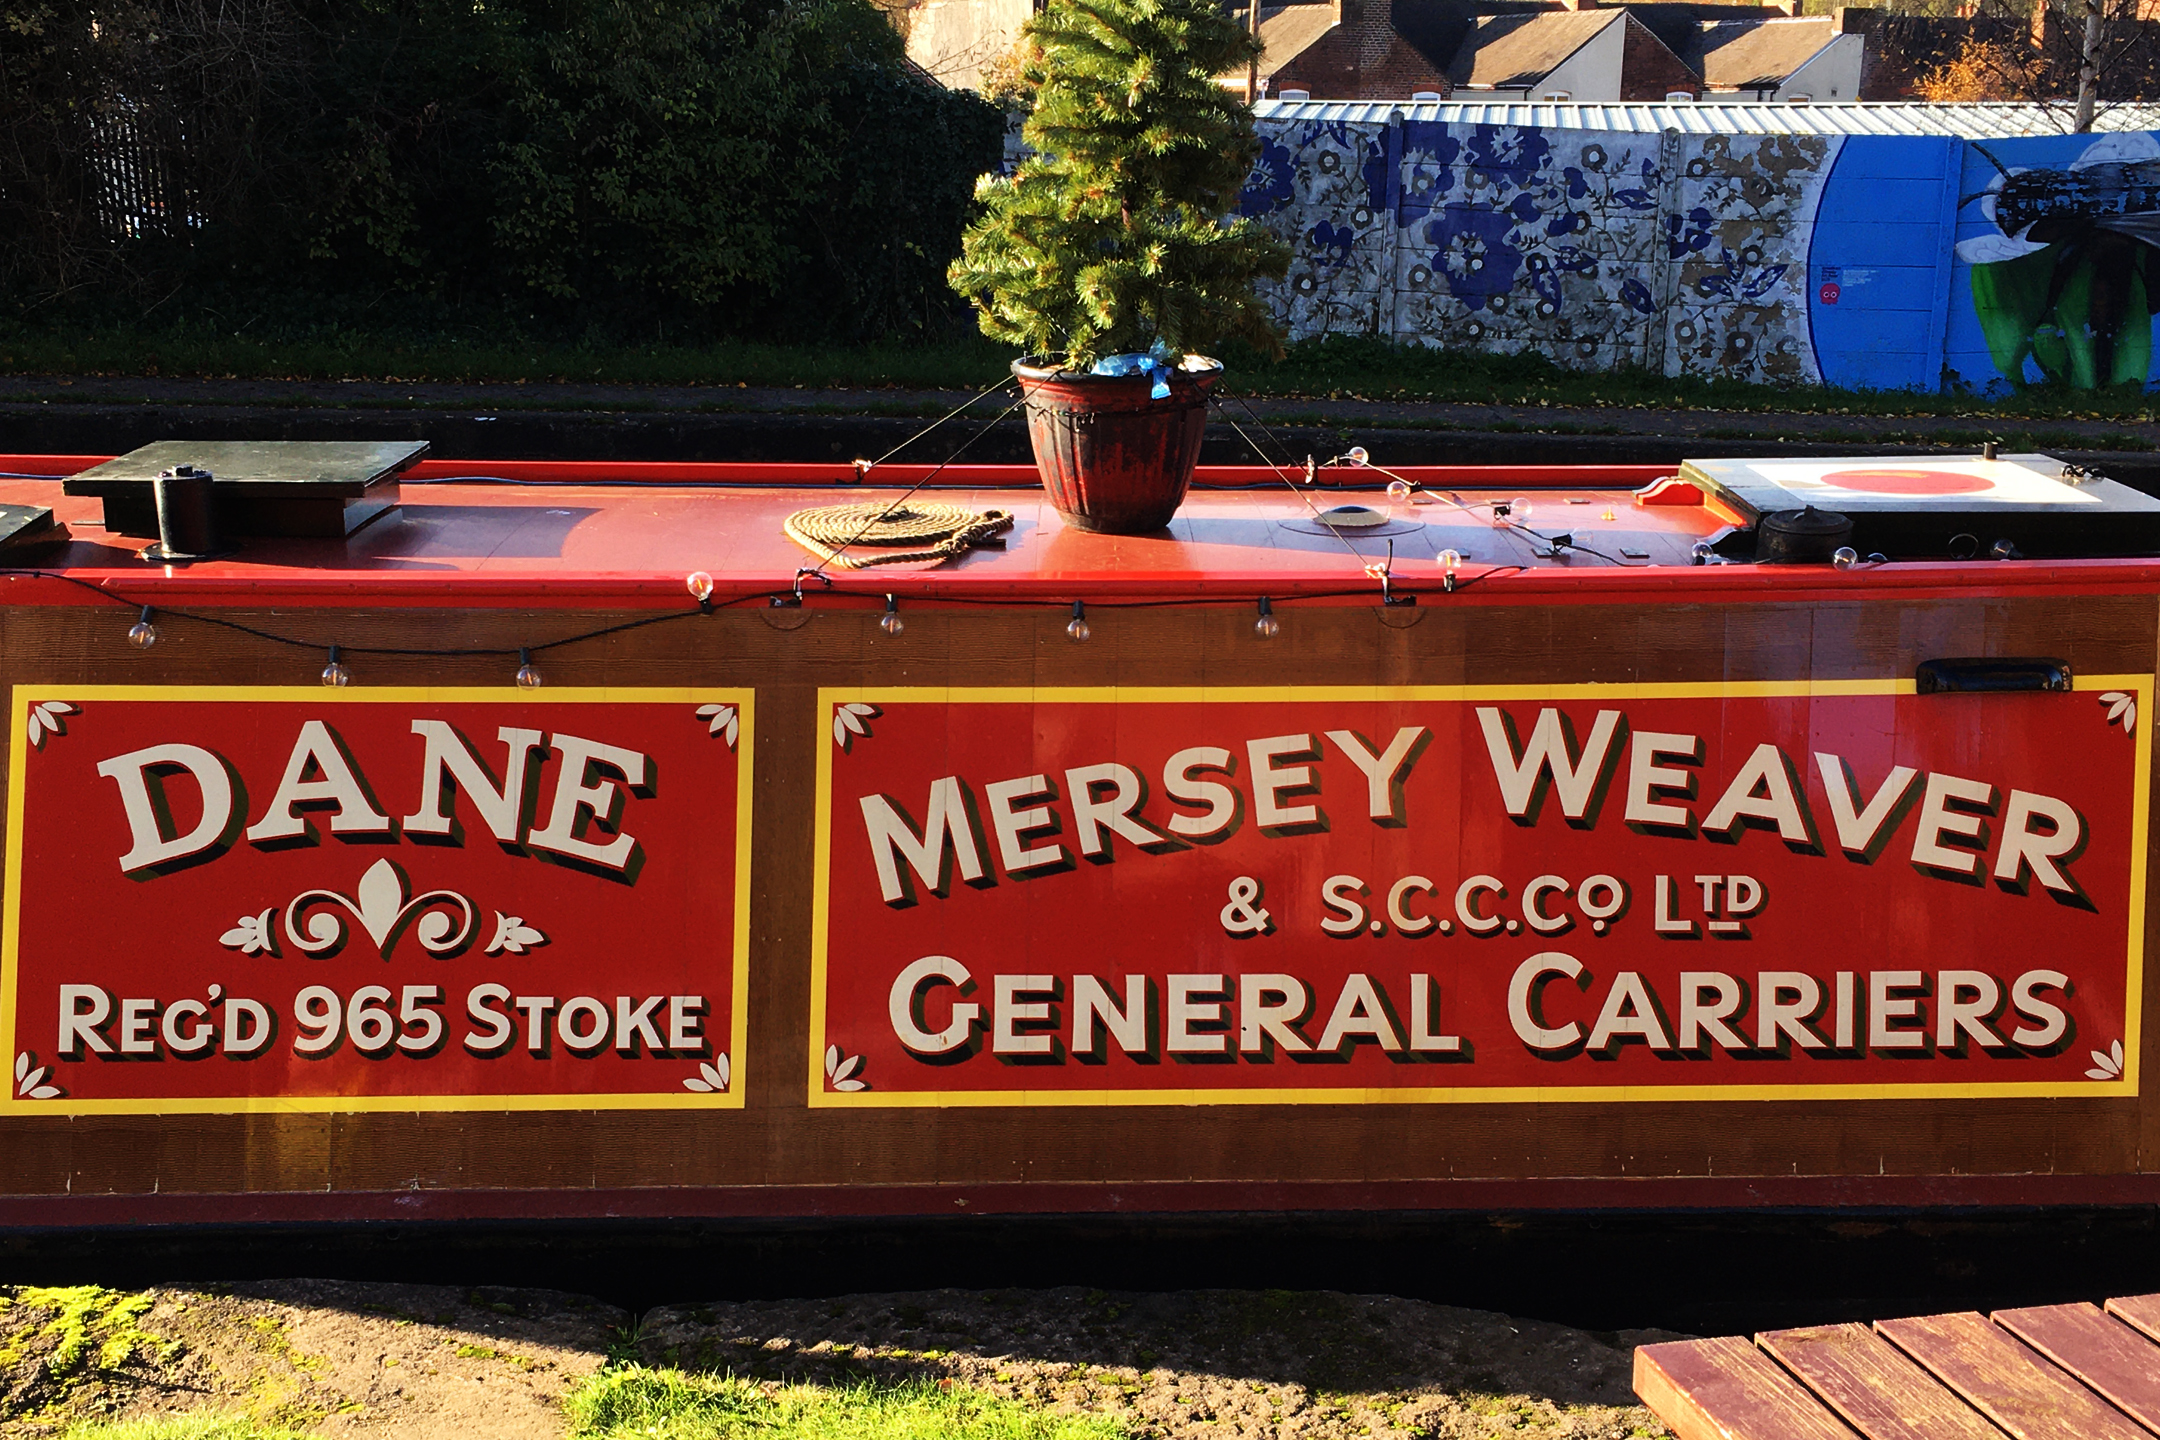 DANE
REG'D 965 STOKE
MERSEY WEAVER
& S.C.C.CO LTD
GENERAL CARRIERS